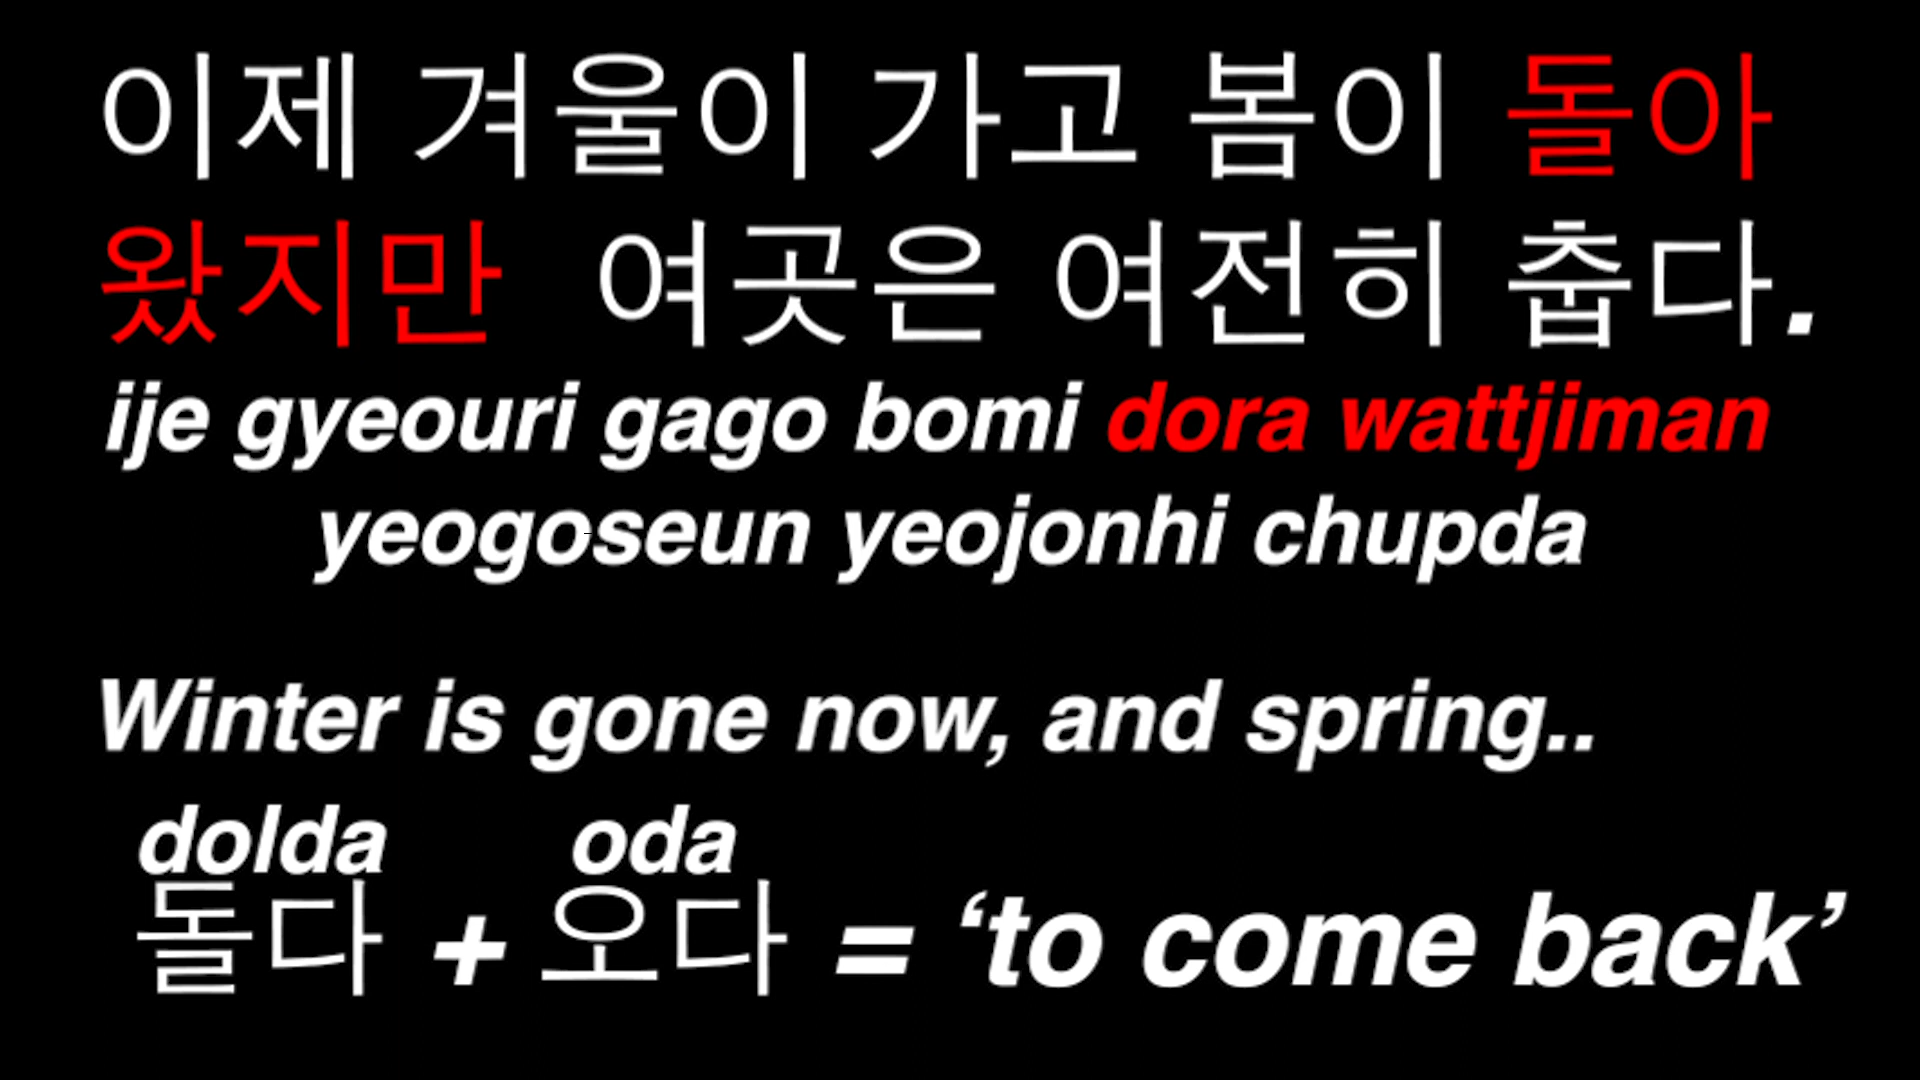 이제 겨울이 가고 봄이 돌아
왔지만 여곳은 여전히 춥다.
ije gyeouri gago bomi dora wattjiman
yeogoseun yeojonhi chupda
Winter is gone now, and spring..
dolda oda
돌다 + 오다 = ‘to come back’